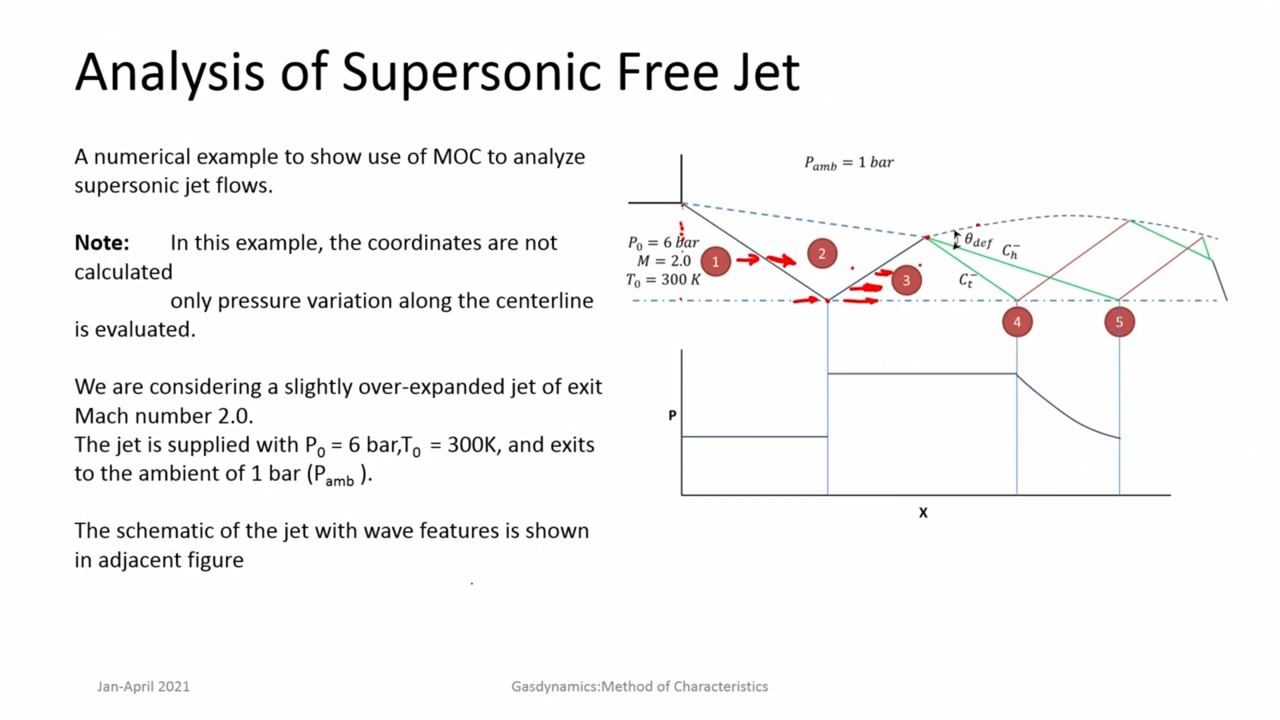 Analysis of Supersonic Free Jet
A numerical example to show use of MOC to analyze
supersonic jet flows.
Note: In this example, the coordinates are not
calculated
only pressure variation along the centerline
is evaluated.
We are considering a slightly over-expanded jet of exit
Mach number 2.0.
The jet is supplied with P₀ = 6 bar,T₀ = 300K, and exits
to the ambient of 1 bar (Pamb ).
The schematic of the jet with wave features is shown
in adjacent figure
Pamb = 1 bar
P₀ = 6 bar
M = 2.0
T₀ = 300 K
1
2
3
θdef
C⁻h
C⁻t
4
5
P
X
Jan-April 2021
Gasdynamics:Method of Characteristics